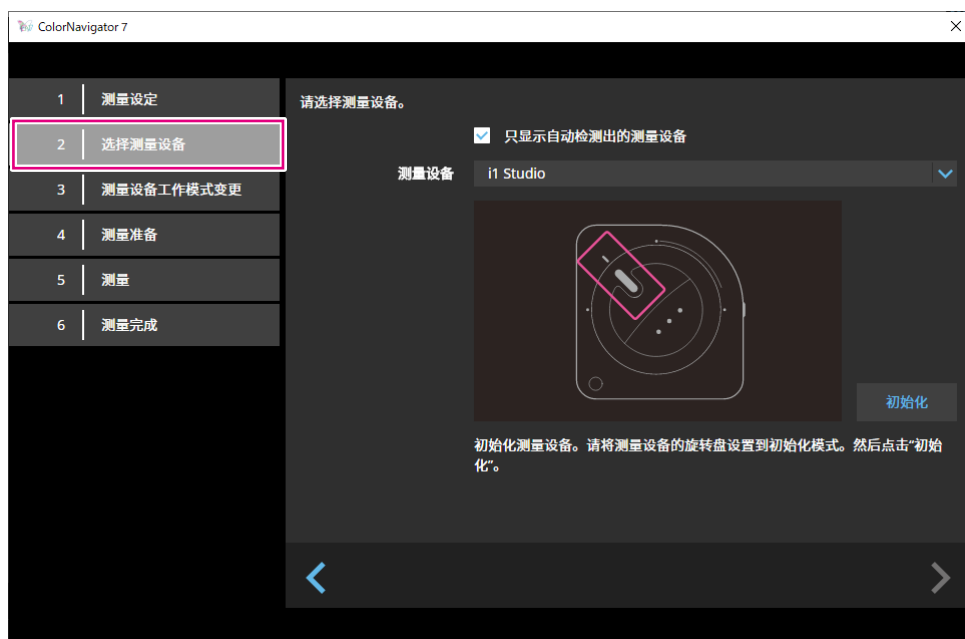 ColorNavigator 7
1 测量设定
2 选择测量设备
3 测量设备工作模式变更
4 测量准备
5 测量
6 测量完成
请选择测量设备。
只显示自动检测出的测量设备
测量设备 i1 Studio
初始化
初始化测量设备。请将测量设备的旋转盘设置到初始化模式。然后点击“初始
化”。